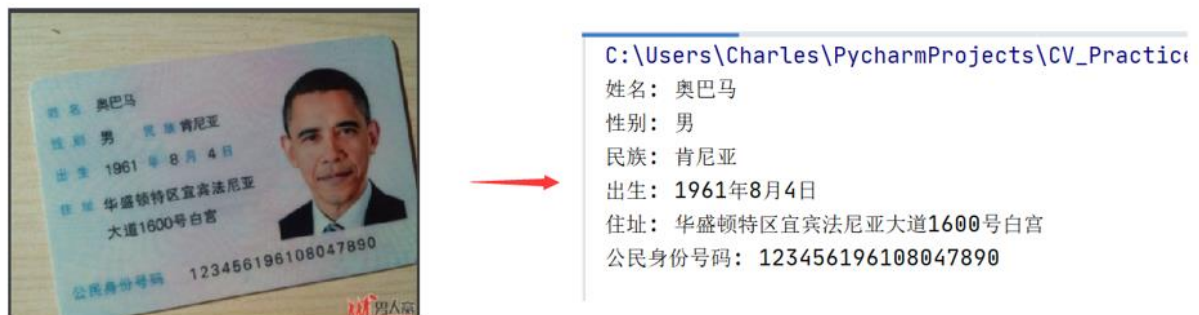 姓 名 奥巴马
性 别 男 民 族 肯尼亚
出 生 1961 年 8 月 4 日
住 址 华盛顿特区宜宾法尼亚
大道1600号白宫
公民身份号码 123456196108047890
男人窝
C:\Users\Charles\PycharmProjects\CV_Practice
姓名: 奥巴马
性别: 男
民族: 肯尼亚
出生: 1961年8月4日
住址: 华盛顿特区宜宾法尼亚大道1600号白宫
公民身份号码: 123456196108047890